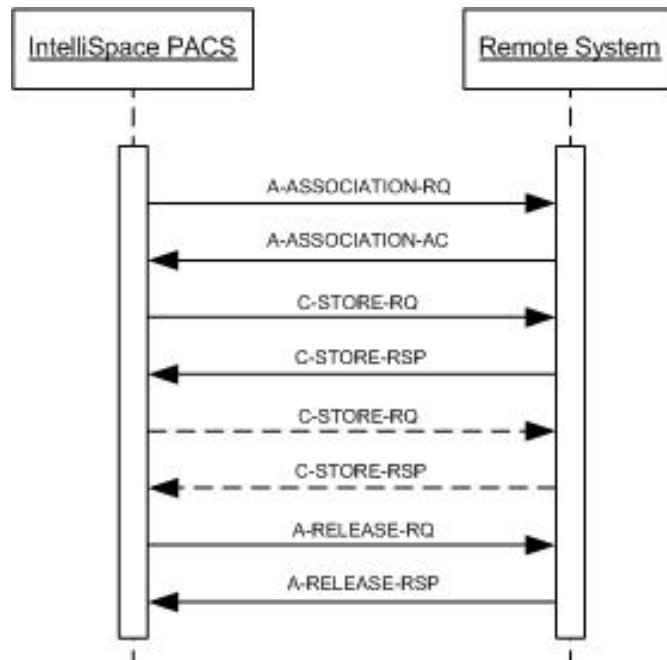 IntelliSpace PACS
Remote System
A-ASSOCIATION-RQ
A-ASSOCIATION-AC
C-STORE-RQ
C-STORE-RSP
C-STORE-RQ
C-STORE-RSP
A-RELEASE-RQ
A-RELEASE-RSP